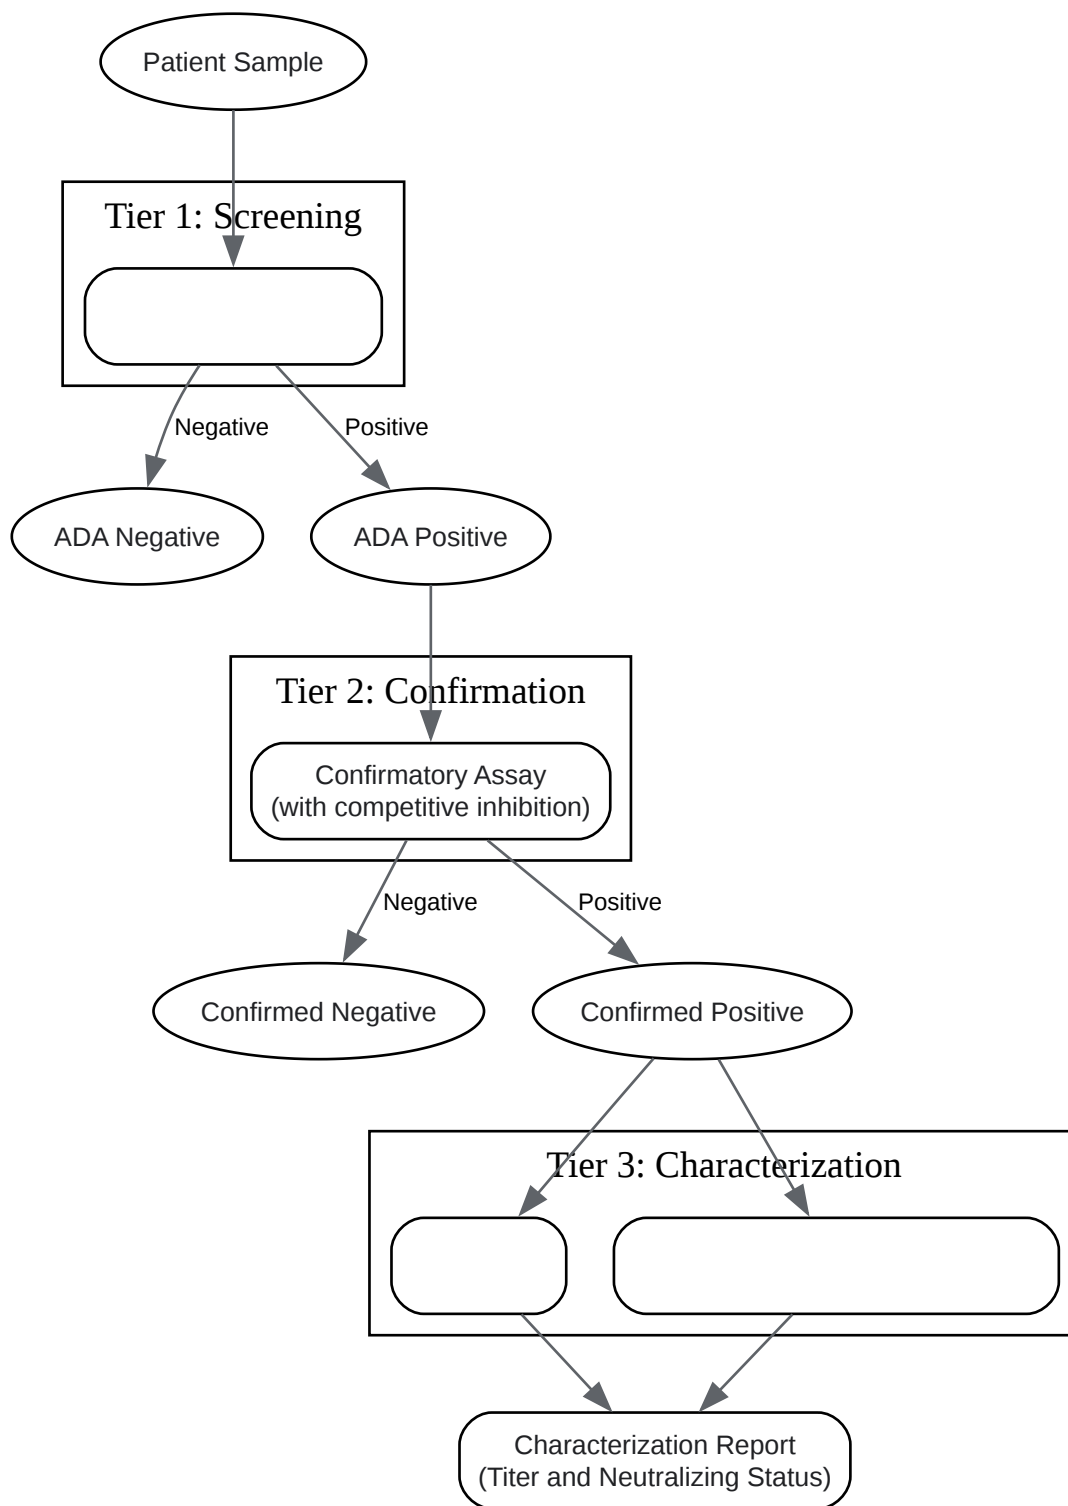 Patient Sample
Tier 1: Screening
Negative
Positive
ADA Negative
ADA Positive
Tier 2: Confirmation
Confirmatory Assay
(with competitive inhibition)
Negative
Positive
Confirmed Negative
Confirmed Positive
Tier 3: Characterization
Characterization Report
(Titer and Neutralizing Status)